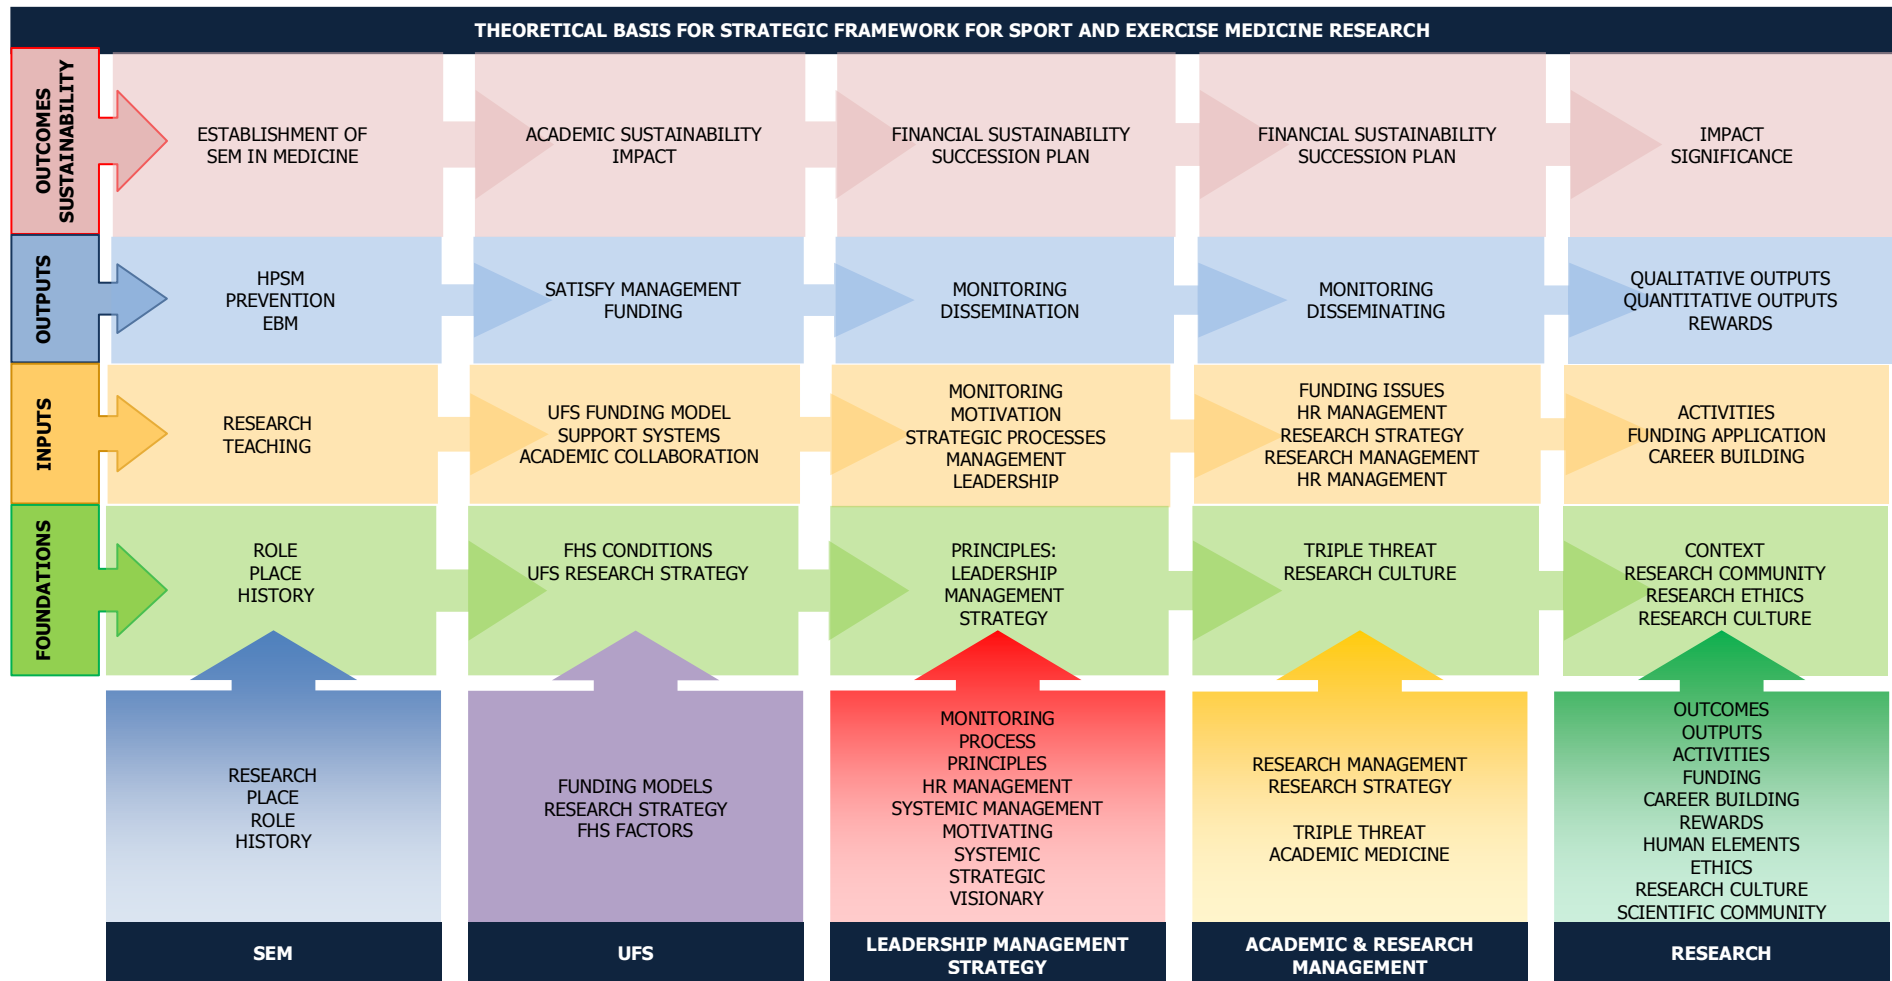 THEORETICAL BASIS FOR STRATEGIC FRAMEWORK FOR SPORT AND EXERCISE MEDICINE RESEARCH
OUTCOMES
SUSTAINABILITY
ESTABLISHMENT OF
SEM IN MEDICINE
ACADEMIC SUSTAINABILITY
IMPACT
FINANCIAL SUSTAINABILITY
SUCCESSION PLAN
FINANCIAL SUSTAINABILITY
SUCCESSION PLAN
IMPACT
SIGNIFICANCE
OUTPUTS
HPSM
PREVENTION
EBM
SATISFY MANAGEMENT
FUNDING
MONITORING
DISSEMINATION
MONITORING
DISSEMINATING
QUALITATIVE OUTPUTS
QUANTITATIVE OUTPUTS
REWARDS
INPUTS
RESEARCH
TEACHING
UFS FUNDING MODEL
SUPPORT SYSTEMS
ACADEMIC COLLABORATION
MONITORING
MOTIVATION
STRATEGIC PROCESSES
MANAGEMENT
LEADERSHIP
FUNDING ISSUES
HR MANAGEMENT
RESEARCH STRATEGY
RESEARCH MANAGEMENT
HR MANAGEMENT
ACTIVITIES
FUNDING APPLICATION
CAREER BUILDING
FOUNDATIONS
ROLE
PLACE
HISTORY
FHS CONDITIONS
UFS RESEARCH STRATEGY
PRINCIPLES:
LEADERSHIP
MANAGEMENT
STRATEGY
TRIPLE THREAT
RESEARCH CULTURE
CONTEXT
RESEARCH COMMUNITY
RESEARCH ETHICS
RESEARCH CULTURE
RESEARCH
PLACE
ROLE
HISTORY
FUNDING MODELS
RESEARCH STRATEGY
FHS FACTORS
MONITORING
PROCESS
PRINCIPLES
HR MANAGEMENT
SYSTEMIC MANAGEMENT
MOTIVATING
SYSTEMIC
STRATEGIC
VISIONARY
RESEARCH MANAGEMENT
RESEARCH STRATEGY
TRIPLE THREAT
ACADEMIC MEDICINE
OUTCOMES
OUTPUTS
ACTIVITIES
FUNDING
CAREER BUILDING
REWARDS
HUMAN ELEMENTS
ETHICS
RESEARCH CULTURE
SCIENTIFIC COMMUNITY
SEM
UFS
LEADERSHIP MANAGEMENT
STRATEGY
ACADEMIC & RESEARCH
MANAGEMENT
RESEARCH